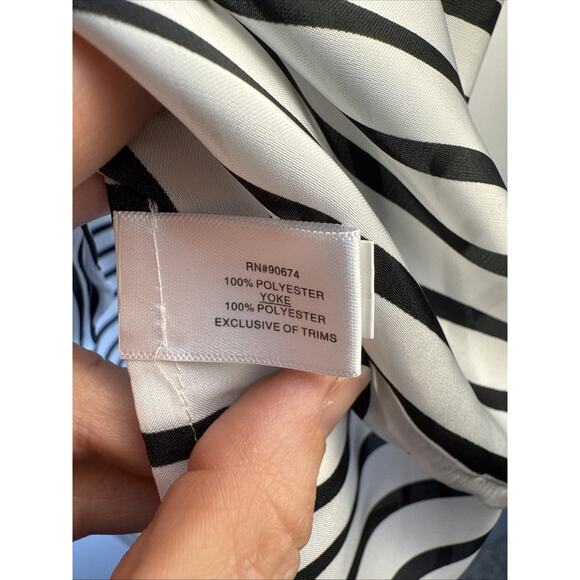 RN#90674
100% POLYESTER
YOKE
100% POLYESTER
EXCLUSIVE OF TRIMS